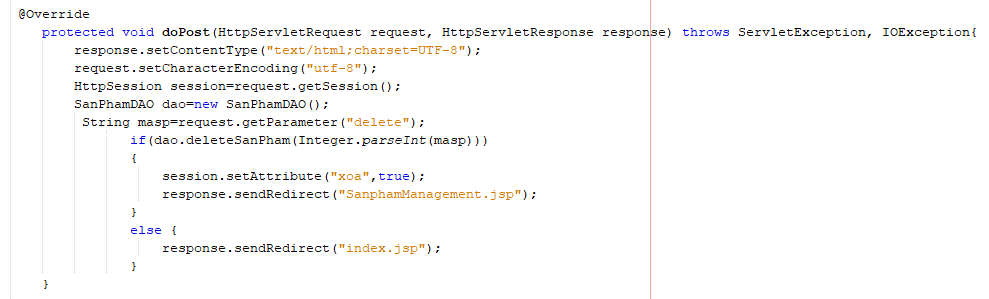 @Override
protected void doPost(HttpServletRequest request, HttpServletResponse response) throws ServletException, IOException{
response.setContentType("text/html;charset=UTF-8");
request.setCharacterEncoding("utf-8");
HttpSession session=request.getSession();
SanPhamDAO dao=new SanPhamDAO();
String masp=request.getParameter("delete");
if(dao.deleteSanPham(Integer.parseInt(masp)))
{
session.setAttribute("xoa",true);
response.sendRedirect("SanphamManagement.jsp");
}
else {
response.sendRedirect("index.jsp");
}
}